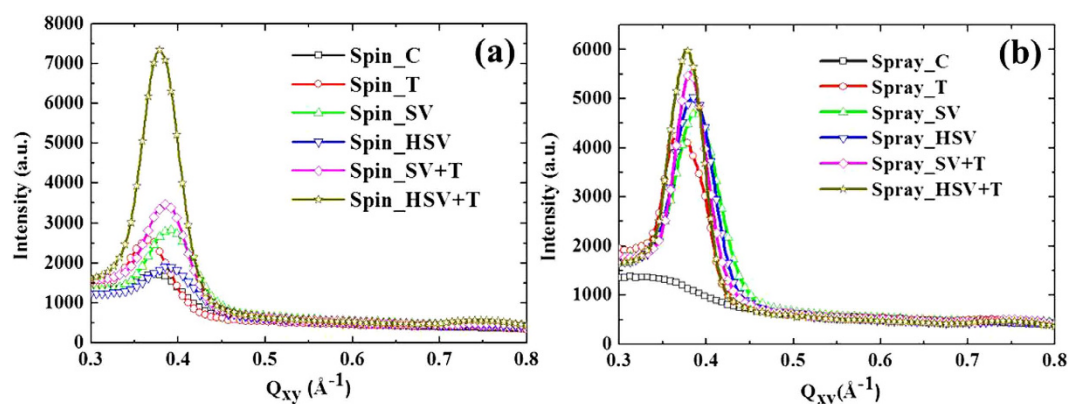 8000
7000
6000
5000
4000
3000
2000
1000
0
Intensity (a.u.)
(a)
Spin_C
Spin_T
Spin_SV
Spin_HSV
Spin_SV+T
Spin_HSV+T
0.3 0.4 0.5 0.6 0.7 0.8
Qxy (Å-1)
6000
5000
4000
3000
2000
1000
0
Intensity (a.u.)
(b)
Spray_C
Spray_T
Spray_SV
Spray_HSV
Spray_SV+T
Spray_HSV+T
0.3 0.4 0.5 0.6 0.7 0.8
Qxy(Å-1)